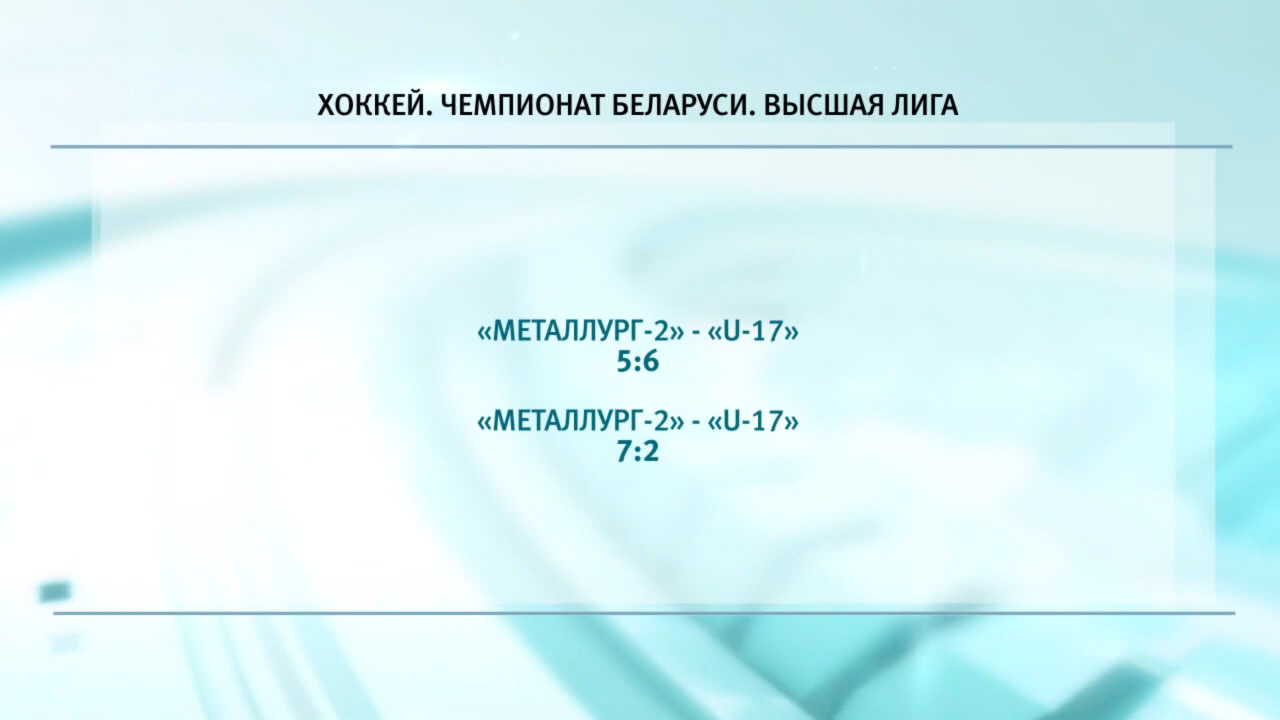 ХОККЕЙ. ЧЕМПИОНАТ БЕЛАРУСИ. ВЫСШАЯ ЛИГА
«МЕТАЛЛУРГ-2» - «U-17»
5:6
«МЕТАЛЛУРГ-2» - «U-17»
7:2